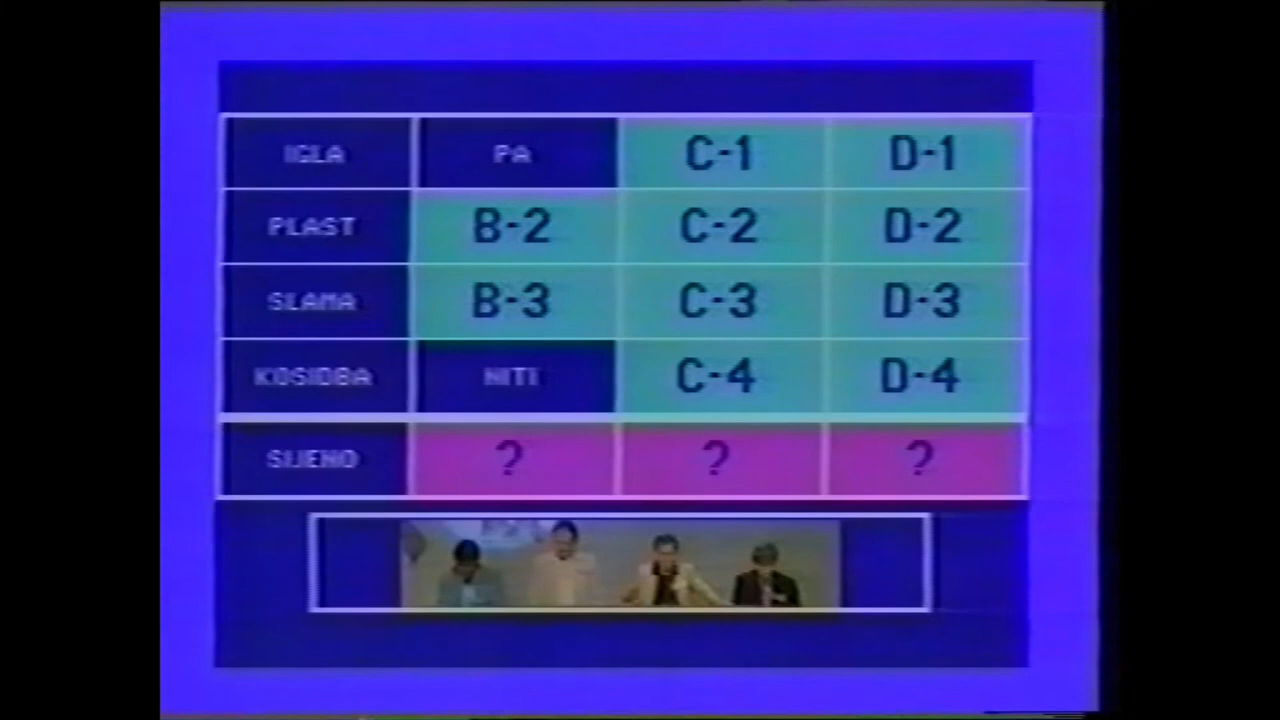 IGLA PA C-1 D-1
PLAST B-2 C-2 D-2
SLAMA B-3 C-3 D-3
KOSIDBA NITI C-4 D-4
SIJENO ? ? ?